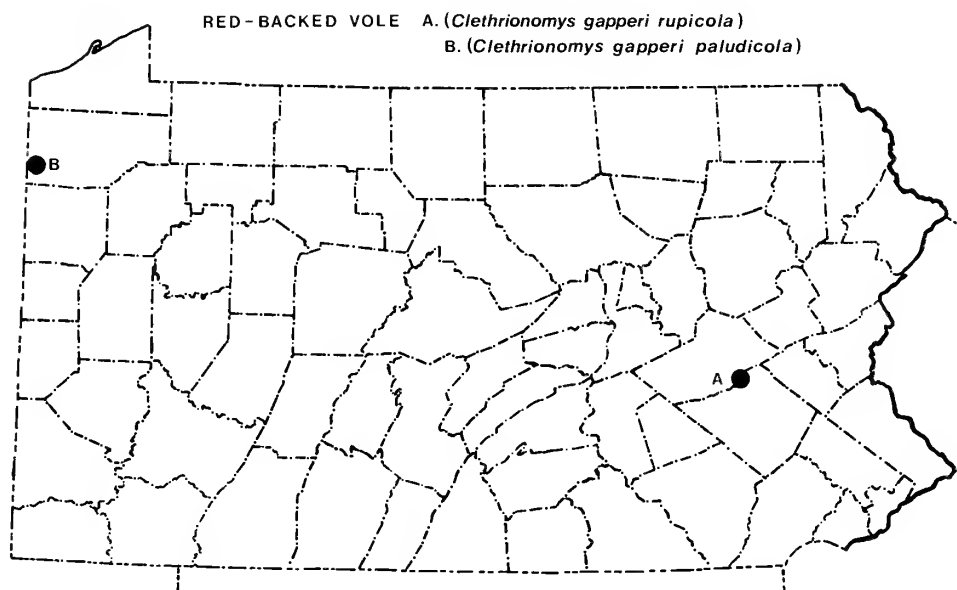 RED-BACKED VOLE A. (Clethrionomys gapperi rupicola)
B. (Clethrionomys gapperi paludicola)
B
A